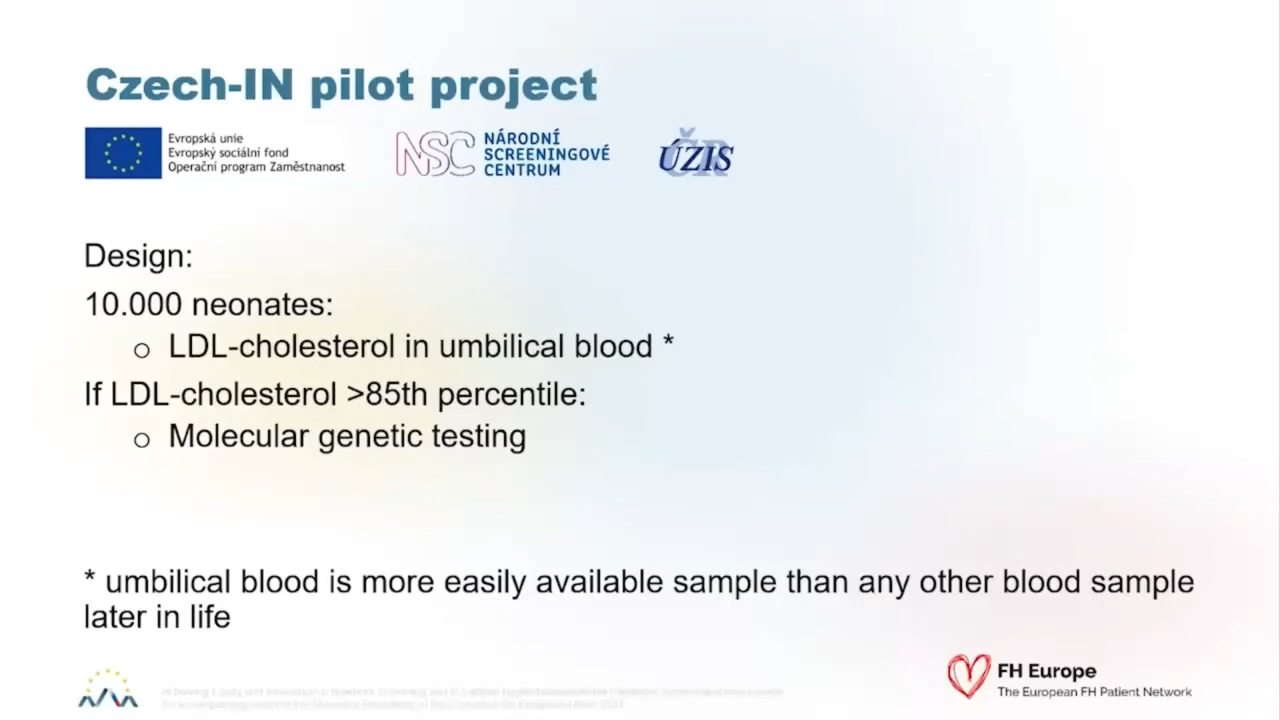 Czech-IN pilot project
Evropská unie
Evropský sociální fond
Operační program Zaměstnanost
NSC
NÁRODNÍ
SCREENINGOVÉ
CENTRUM
ÚZIS
ČR
Design:
10.000 neonates:
o LDL-cholesterol in umbilical blood *
If LDL-cholesterol >85th percentile:
o Molecular genetic testing
* umbilical blood is more easily available sample than any other blood sample
later in life
FH Europe
The European FH Patient Network